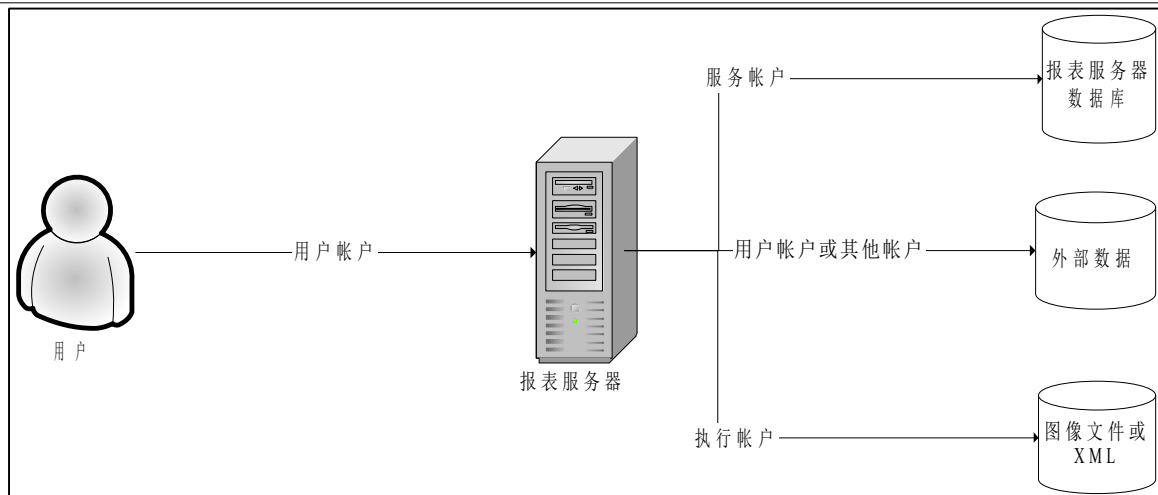 服务帐户
报表服务器
数据库
用户帐户
用户帐户或其他帐户
外部数据
用户
报表服务器
执行帐户
图像文件或
XML